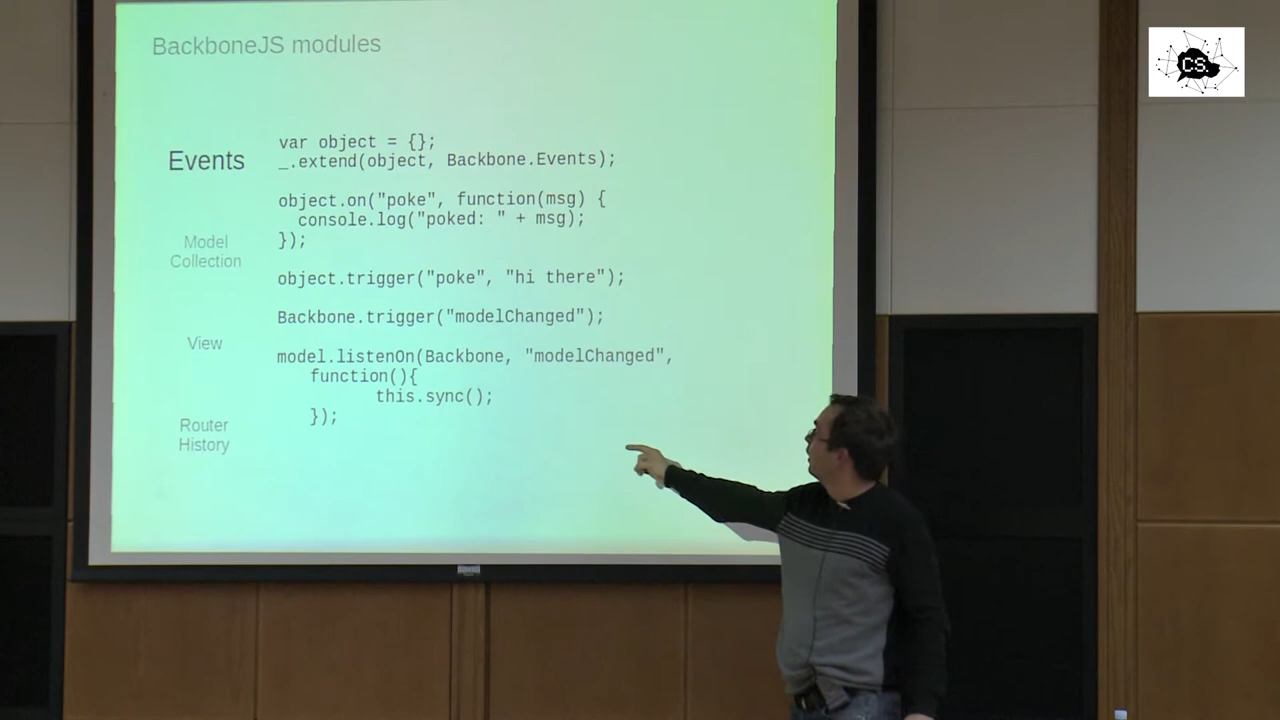 BackboneJS modules
Events
Model
Collection
View
Router
History
var object = {};
_.extend(object, Backbone.Events);
object.on("poke", function(msg) {
console.log("poked: " + msg);
});
object.trigger("poke", "hi there");
Backbone.trigger("modelChanged");
model.listenOn(Backbone, "modelChanged",
function(){
this.sync();
});
CS.